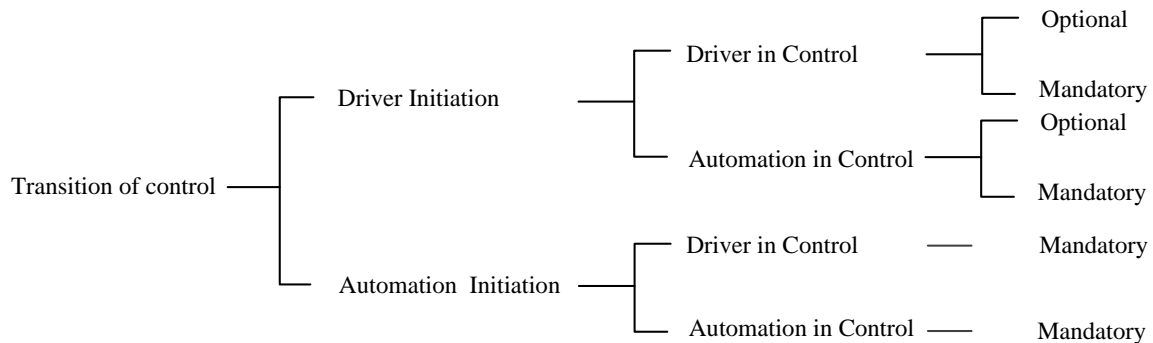 Optional
Driver in Control
Mandatory
Driver Initiation
Optional
Automation in Control
Transition of control
Mandatory
Driver in Control
Mandatory
Automation Initiation
Automation in Control
Mandatory